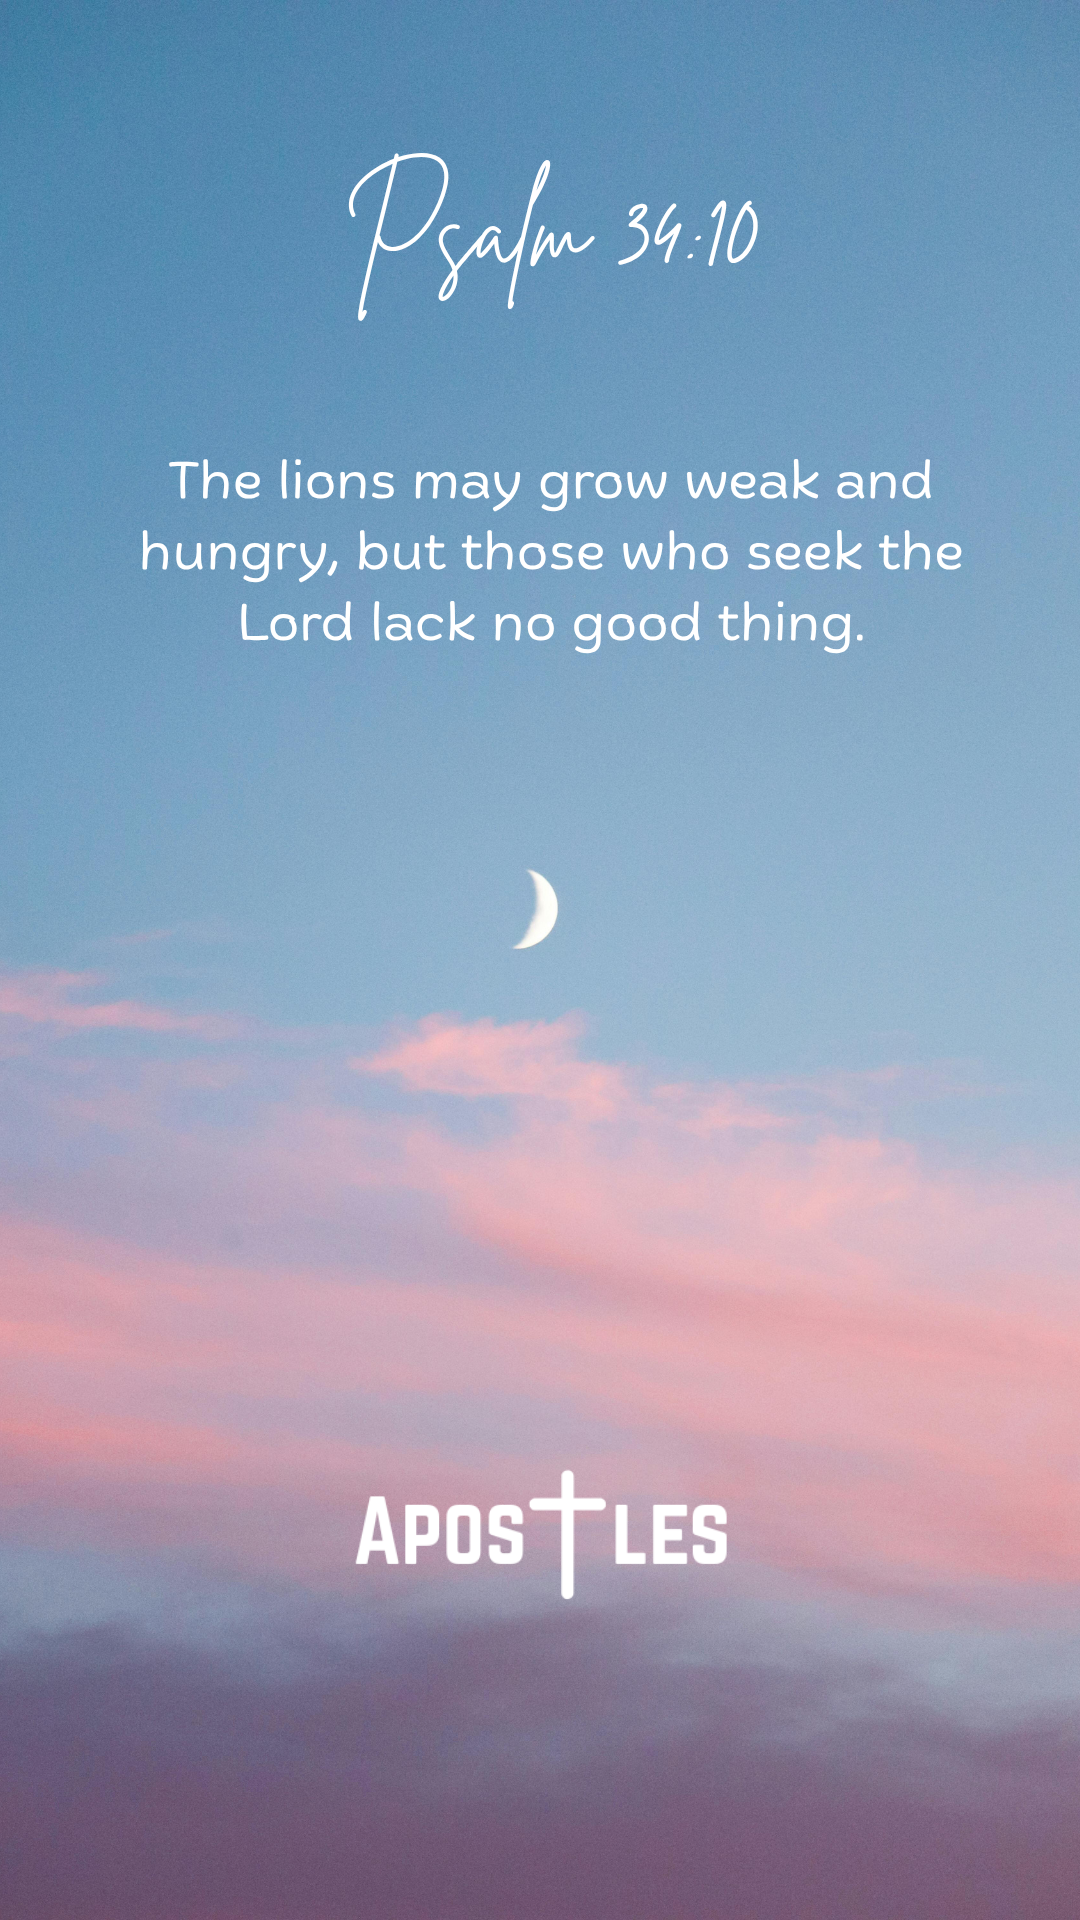 Psalm 34:10
The lions may grow weak and
hungry, but those who seek the
Lord lack no good thing.
APOSTLES